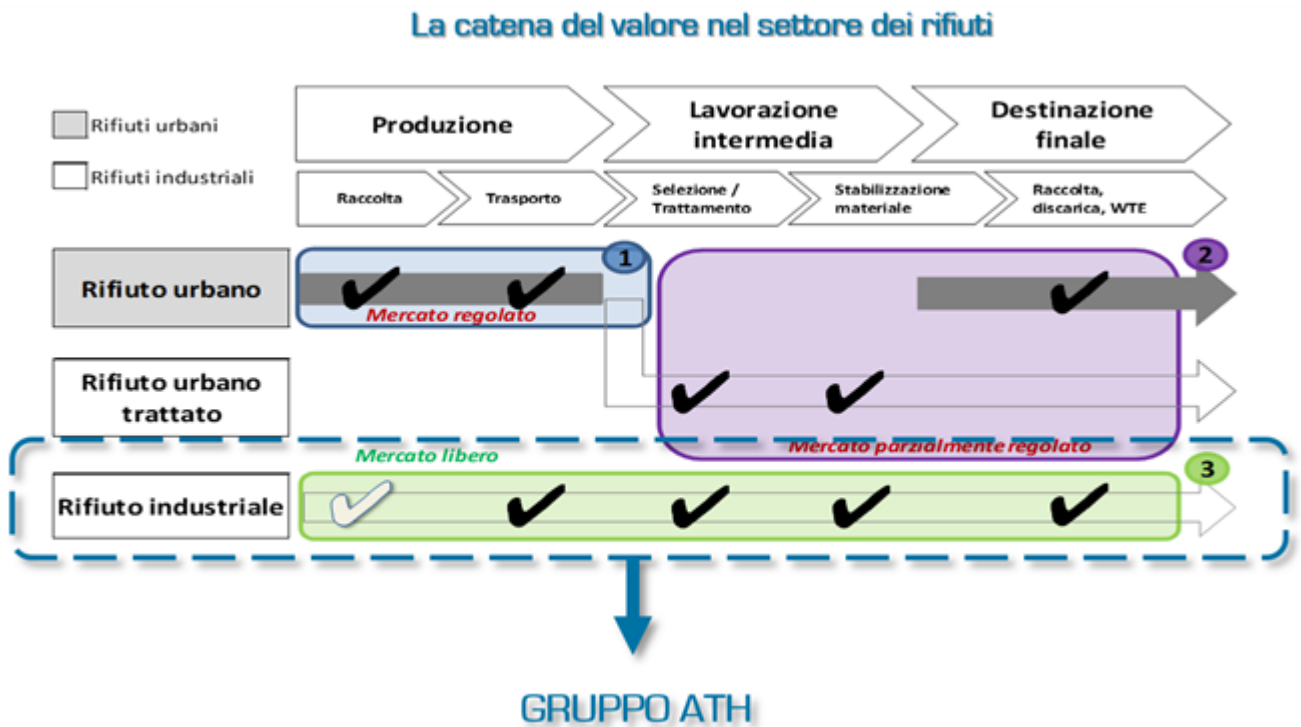 La catena del valore nel settore dei rifiuti
Rifiuti urbani
Rifiuti industriali
Produzione
Lavorazione
intermedia
Destinazione
finale
Raccolta
Trasporto
Selezione /
Trattamento
Stabilizzazione
materiale
Raccolta,
discarica, WTE
Rifiuto urbano
1
2
Mercato regolato
Rifiuto urbano
trattato
Mercato parzialmente regolato
Mercato libero
3
Rifiuto industriale
GRUPPO ATH